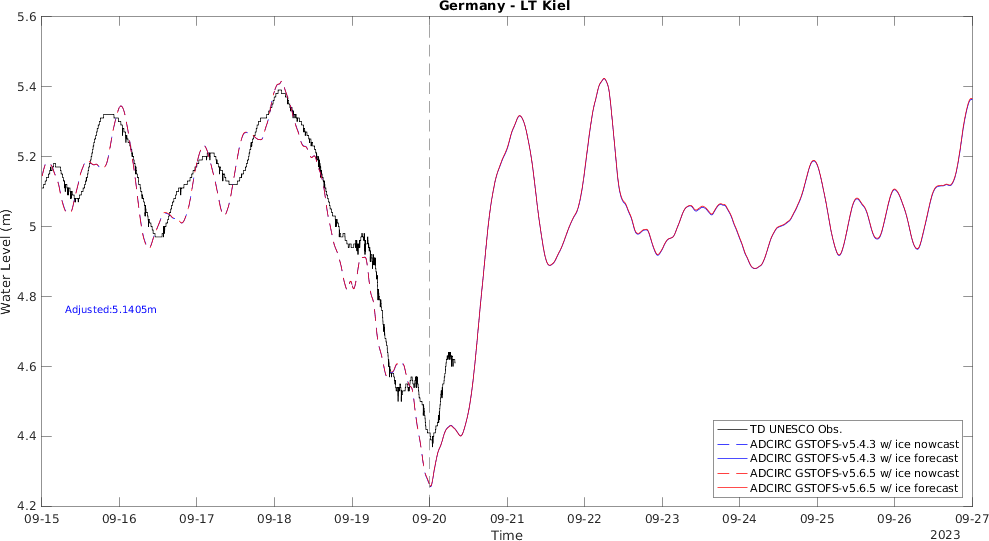 Germany - LT Kiel
5.6
5.4
5.2
5
4.8
4.6
4.4
4.2
Water Level (m)
Adjusted:5.1405m
TD UNESCO Obs.
ADCIRC GSTOFS-v5.4.3 w/ ice nowcast
ADCIRC GSTOFS-v5.4.3 w/ ice forecast
ADCIRC GSTOFS-v5.6.5 w/ ice nowcast
ADCIRC GSTOFS-v5.6.5 w/ ice forecast
09-15 09-16 09-17 09-18 09-19 09-20 09-21 09-22 09-23 09-24 09-25 09-26 09-27
Time
2023